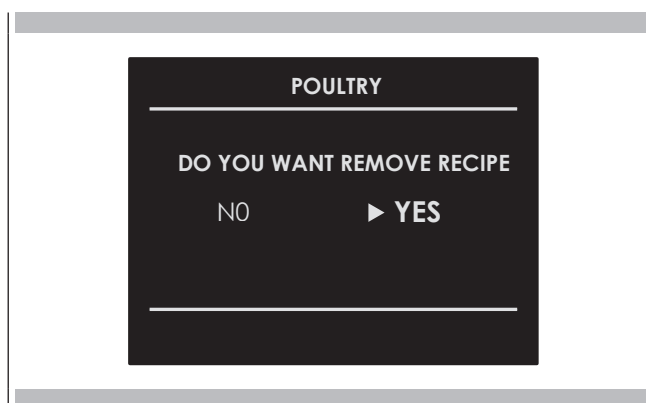 POULTRY
DO YOU WANT REMOVE RECIPE
N0 ▶ YES